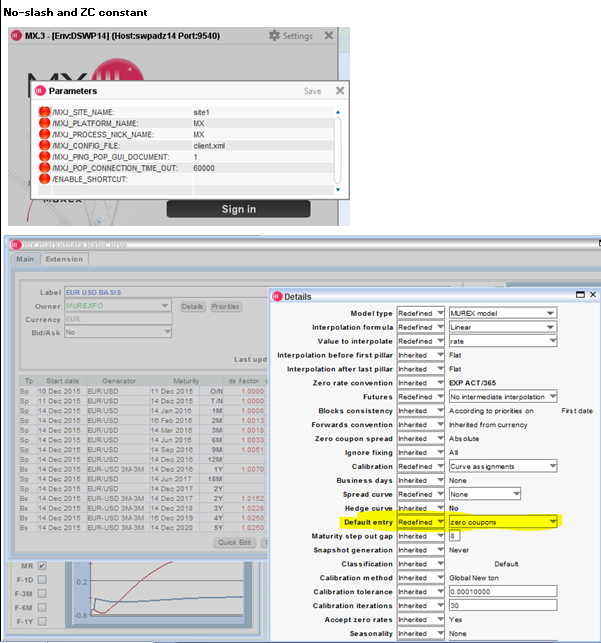 No-slash and ZC constant
MX.3 - [Env:DSWP14] (Host:swpadz14 Port:9540) Settings
Parameters Save
/MXJ_SITE_NAME: site1
/MXJ_PLATFORM_NAME: MX
/MXJ_PROCESS_NICK_NAME: MX
/MXJ_CONFIG_FILE: client.xml
/MXJ_PING_POP_GUI_DOCUMENT: 1
/MXJ_POP_CONNECTION_TIME_OUT: 60000
/ENABLE_SHORTCUT:
MUREX
Sign in
Main Extension
Label EUR USD BASIS
Owner MUREXFO Details Priorities
Currency EUR
Bid/Ask No
Last upd
Tp Start date Generator Maturity ds.factor
Sp 10 Dec 2015 EUR/USD 11 Dec 2015 O/N 1.0000
Sp 11 Dec 2015 EUR/USD 14 Dec 2015 T/N 1.0000
Sp 14 Dec 2015 EUR/USD 14 Jan 2016 1M 1.0008
Sp 14 Dec 2015 EUR/USD 16 Feb 2016 2M 1.0013
Sp 14 Dec 2015 EUR/USD 14 Mar 2016 3M 1.0018
Sp 14 Dec 2015 EUR/USD 14 Jun 2016 6M 1.0033
Sp 14 Dec 2015 EUR/USD 14 Sep 2016 9M 1.0051
Sp 14 Dec 2015 EUR/USD 14 Dec 2016 12M
Bs 14 Dec 2015 EUR-USD 3M-3M 14 Dec 2016 1Y 1.0070
Sp 14 Dec 2015 EUR/USD 14 Jun 2017 18M
Sp 14 Dec 2015 EUR/USD 14 Dec 2017 2Y
Bs 14 Dec 2015 EUR-USD 3M-3M 14 Dec 2017 2Y 1.0152
Bs 14 Dec 2015 EUR-USD 3M-3M 14 Dec 2018 3Y 1.0228
Bs 14 Dec 2015 EUR-USD 3M-3M 16 Dec 2019 4Y 1.0250
Bs 14 Dec 2015 EUR-USD 3M-3M 14 Dec 2020 5Y 1.0250
Quick Edit
MR
F-1D
F-3M
F-6M
F-1Y
0.2
-0.8
Details
Model type Redefined MUREX model
Interpolation formula Redefined Linear
Value to interpolate Redefined rate
Interpolation before first pillar Inherited Flat
Interpolation after last pillar Inherited Flat
Zero rate convention Inherited EXP ACT/365
Futures Redefined No intermediate interpolation
Blocks consistency Inherited According to priorities on First date
Forwards convention Inherited Inherited from currency
Zero coupon spread Inherited Absolute
Ignore fixing Inherited All
Calibration Redefined Curve assignments
Business days Inherited None
Spread curve Redefined None
Hedge curve Inherited No
Default entry Redefined zero coupons
Maturity step out gap Inherited 8
Snapshot generation Inherited Never
Classification Inherited Default
Calibration method Inherited Global New ton
Calibration tolerance Inherited 0.00010000
Calibration iterations Inherited 30
Accept zero rates Inherited Yes
Seasonality Inherited None